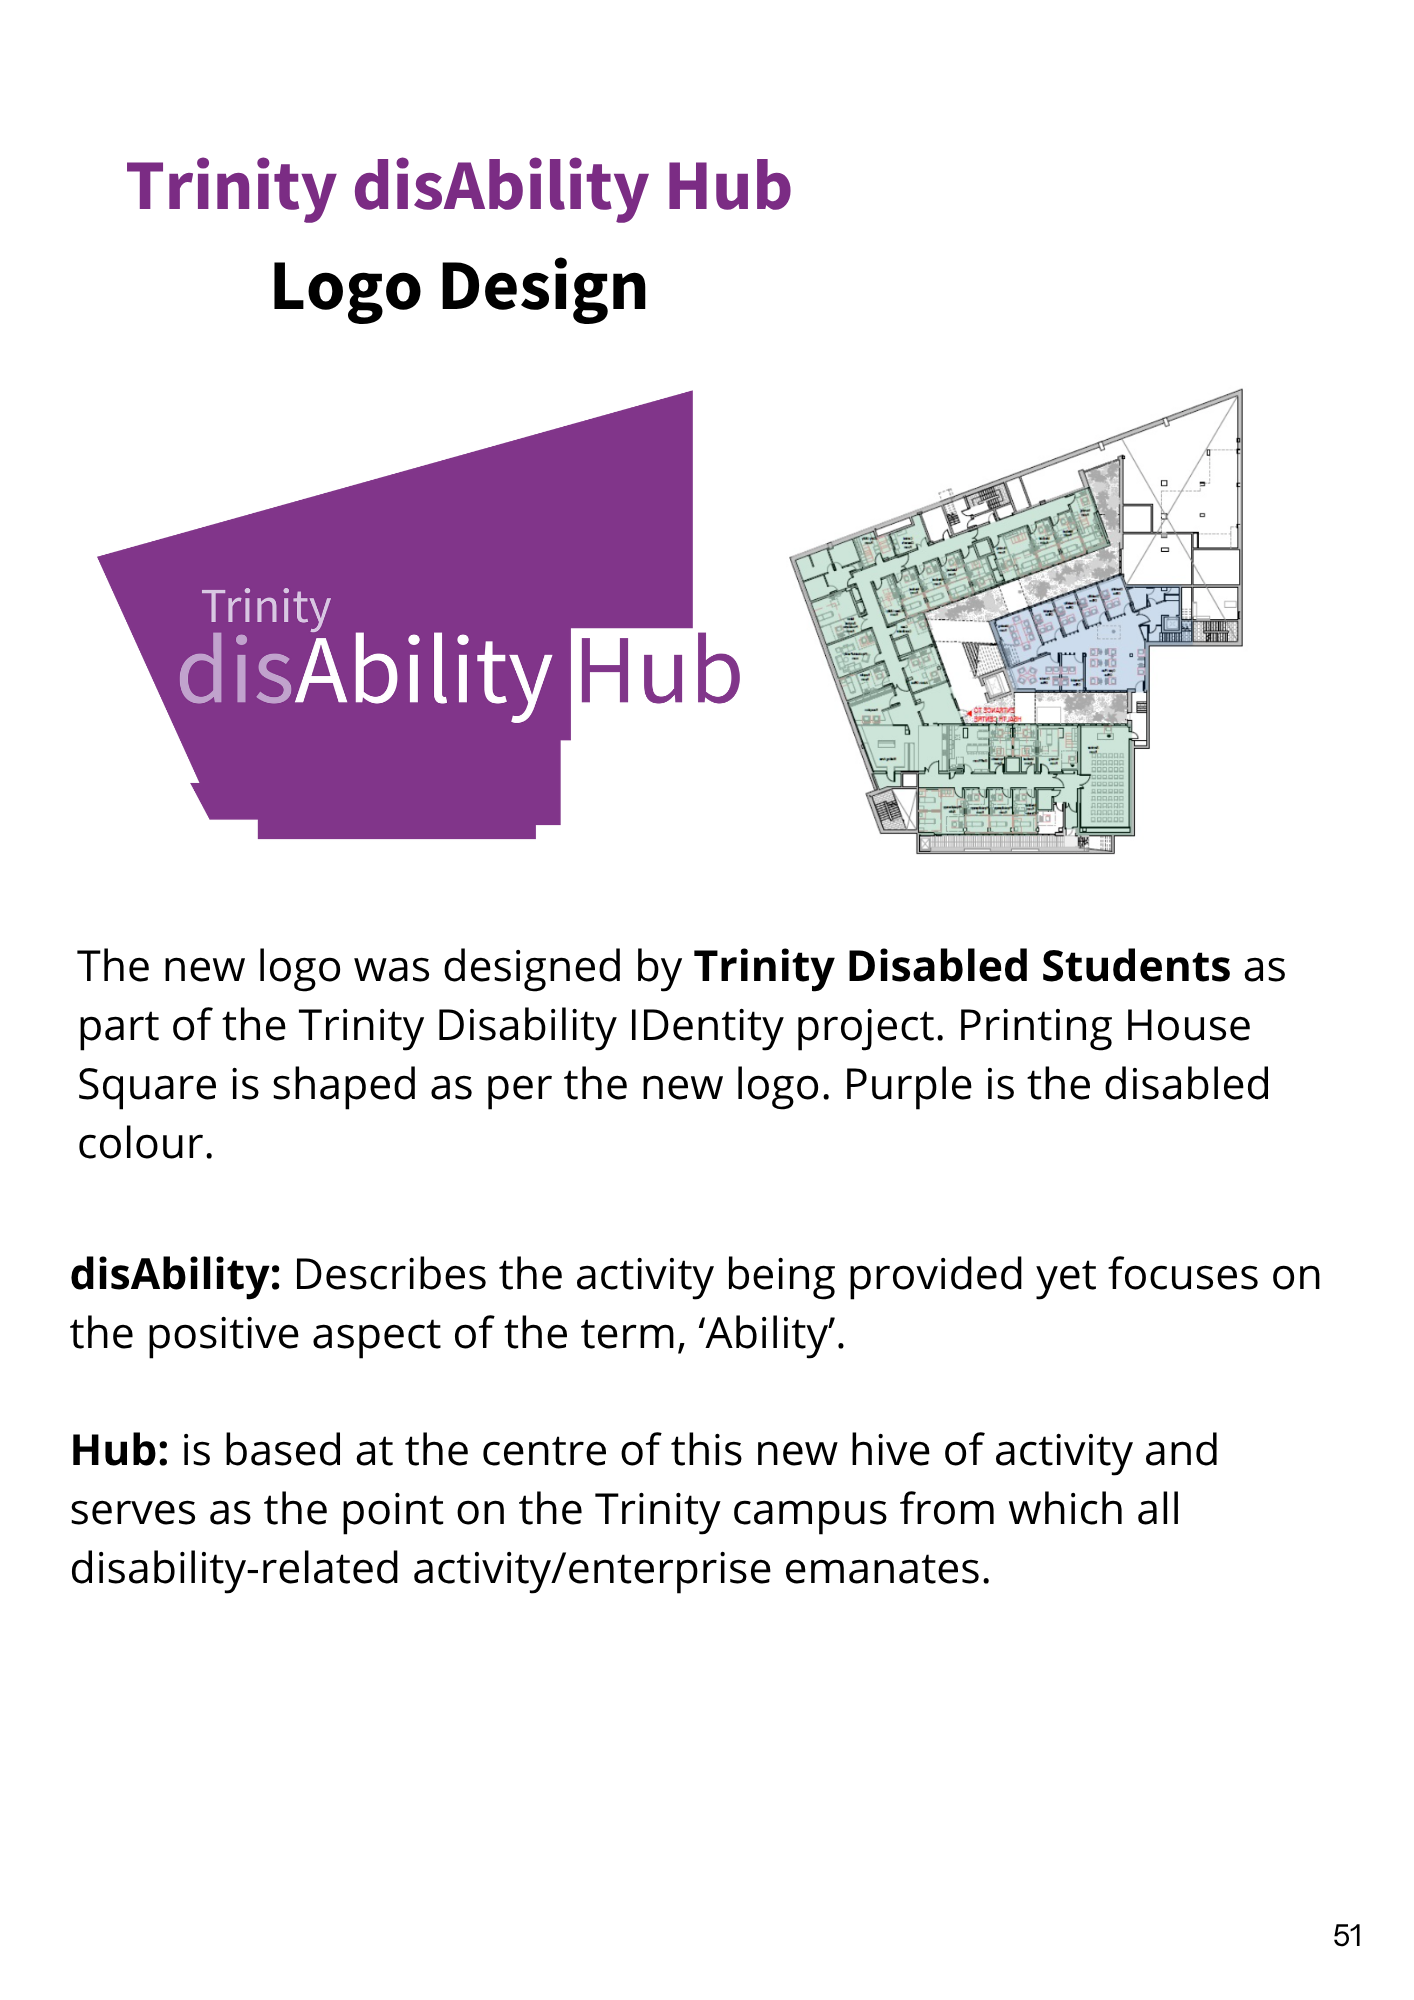 Trinity disAbility Hub
Logo Design
Trinity
disAbility Hub
The new logo was designed by Trinity Disabled Students as
part of the Trinity Disability IDentity project. Printing House
Square is shaped as per the new logo. Purple is the disabled
colour.
disAbility: Describes the activity being provided yet focuses on
the positive aspect of the term, ‘Ability’.
Hub: is based at the centre of this new hive of activity and
serves as the point on the Trinity campus from which all
disability-related activity/enterprise emanates.
51